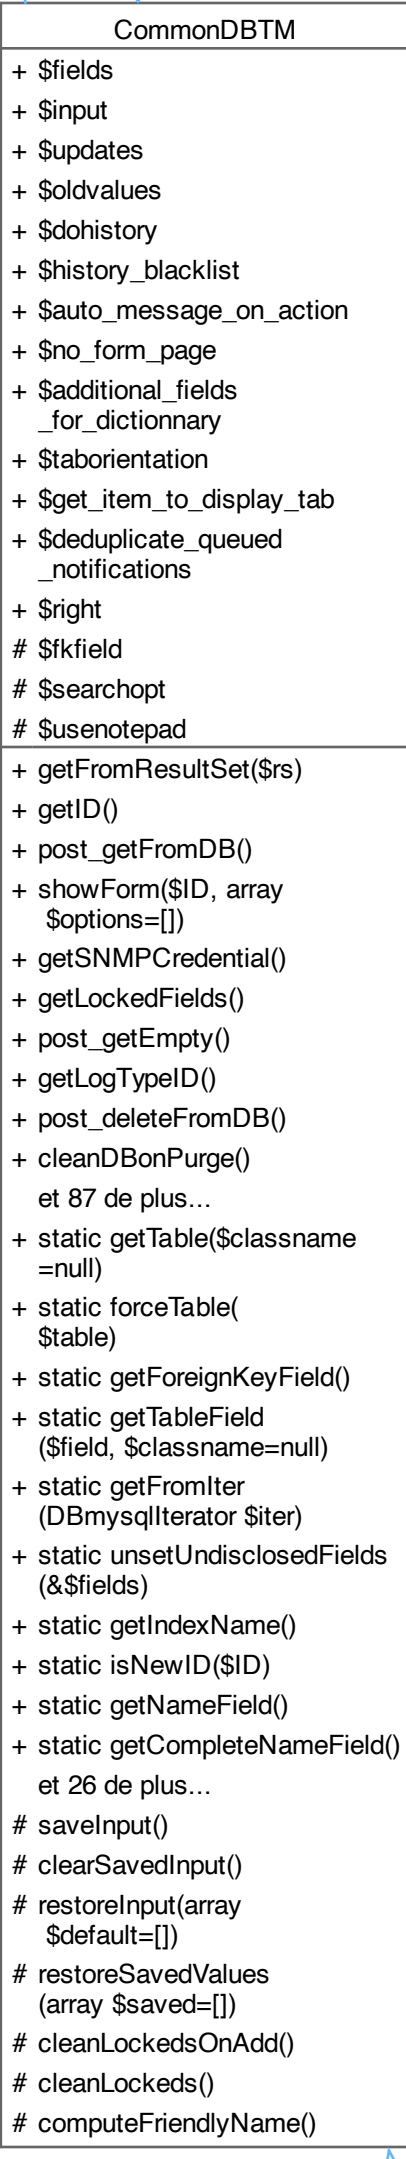 CommonDBTM
+ $fields
+ $input
+ $updates
+ $oldvalues
+ $dohistory
+ $history_blacklist
+ $auto_message_on_action
+ $no_form_page
+ $additional_fields
_for_dictionnary
+ $taborientation
+ $get_item_to_display_tab
+ $deduplicate_queued
_notifications
+ $right
# $fkfield
# $searchopt
# $usenotepad
+ getFromResultSet($rs)
+ getID()
+ post_getFromDB()
+ showForm($ID, array
$options=[])
+ getSNMPCredential()
+ getLockedFields()
+ post_getEmpty()
+ getLogTypeID()
+ post_deleteFromDB()
+ cleanDBonPurge()
et 87 de plus...
+ static getTable($classname
=null)
+ static forceTable(
$table)
+ static getForeignKeyField()
+ static getTableField
($field, $classname=null)
+ static getFromIter
(DBmysqlIterator $iter)
+ static unsetUndisclosedFields
(&$fields)
+ static getIndexName()
+ static isNewID($ID)
+ static getNameField()
+ static getCompleteNameField()
et 26 de plus...
# saveInput()
# clearSavedInput()
# restoreInput(array
$default=[])
# restoreSavedValues
(array $saved=[])
# cleanLockedsOnAdd()
# cleanLockeds()
# computeFriendlyName()